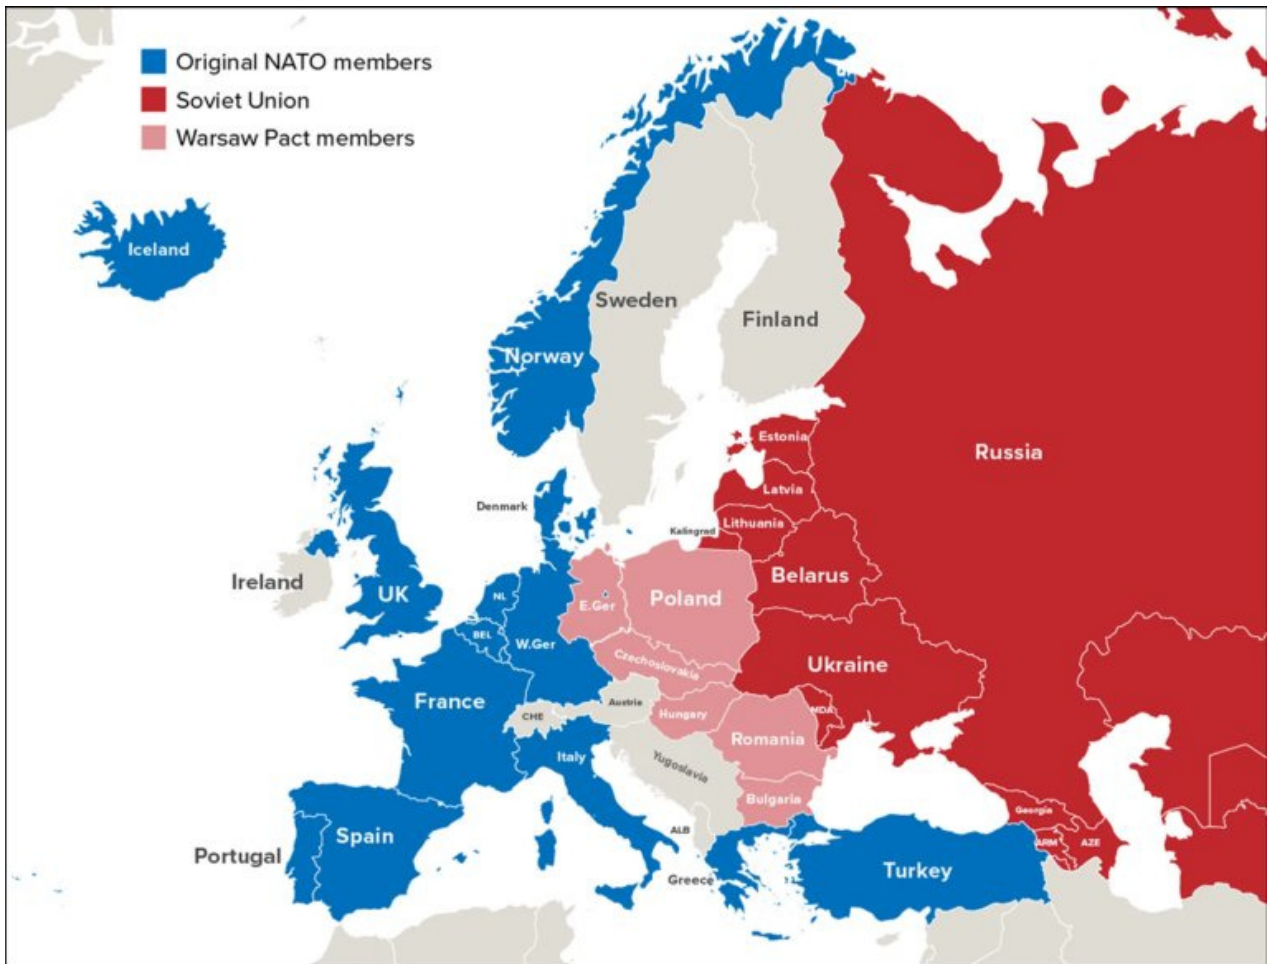 Original NATO members
Soviet Union
Warsaw Pact members
Iceland
Sweden
Finland
Norway
Russia
Estonia
Latvia
Lithuania
Denmark
Kalingrad
Belarus
Ireland
UK
NL
E.Ger
Poland
BEL
W.Ger
Czechoslovakia
Ukraine
France
CHE
Austria
Hungary
MDA
Romania
Italy
Yugoslavia
Bulgaria
Georgia
Spain
ALB
ARM
AZE
Portugal
Greece
Turkey